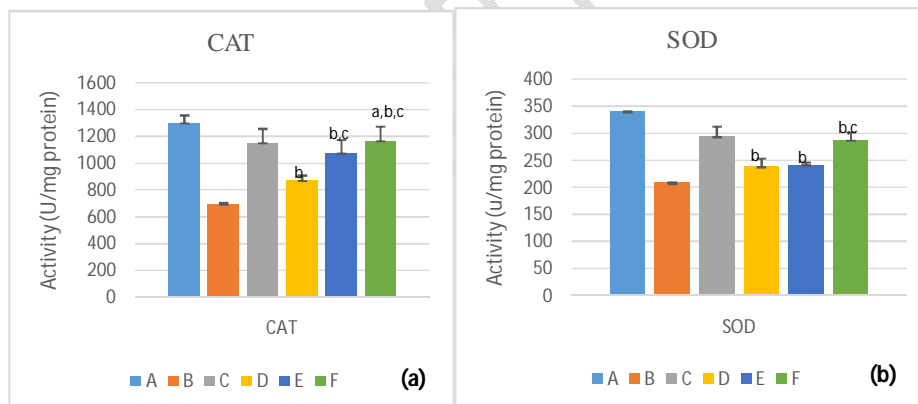 CAT
Activity (U/mg protein)
1600
1400
1200
1000
800
600
400
200
0
b
b,c
a,b,c
CAT
A B C D E F
(a)
SOD
Activity (u/mg protein)
400
350
300
250
200
150
100
50
0
b
b
b,c
SOD
A B C D E F
(b)